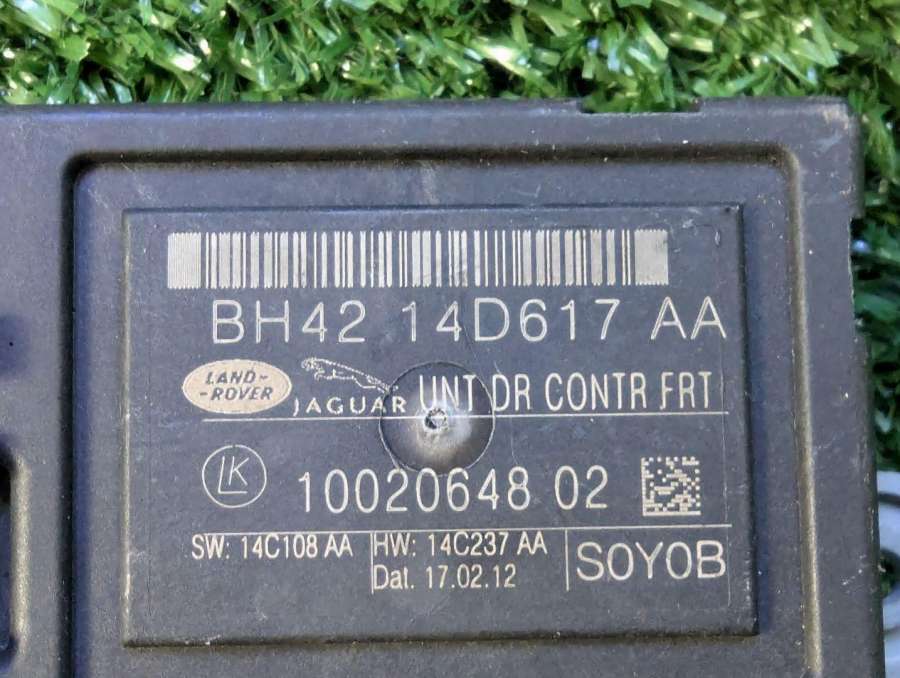 BH42 14D617 AA
LAND-
-ROVER
JAGUAR UNT DR CONTR FRT
LK 10020648 02
SW: 14C108 AA HW: 14C237 AA
Dat. 17.02.12
S0Y0B